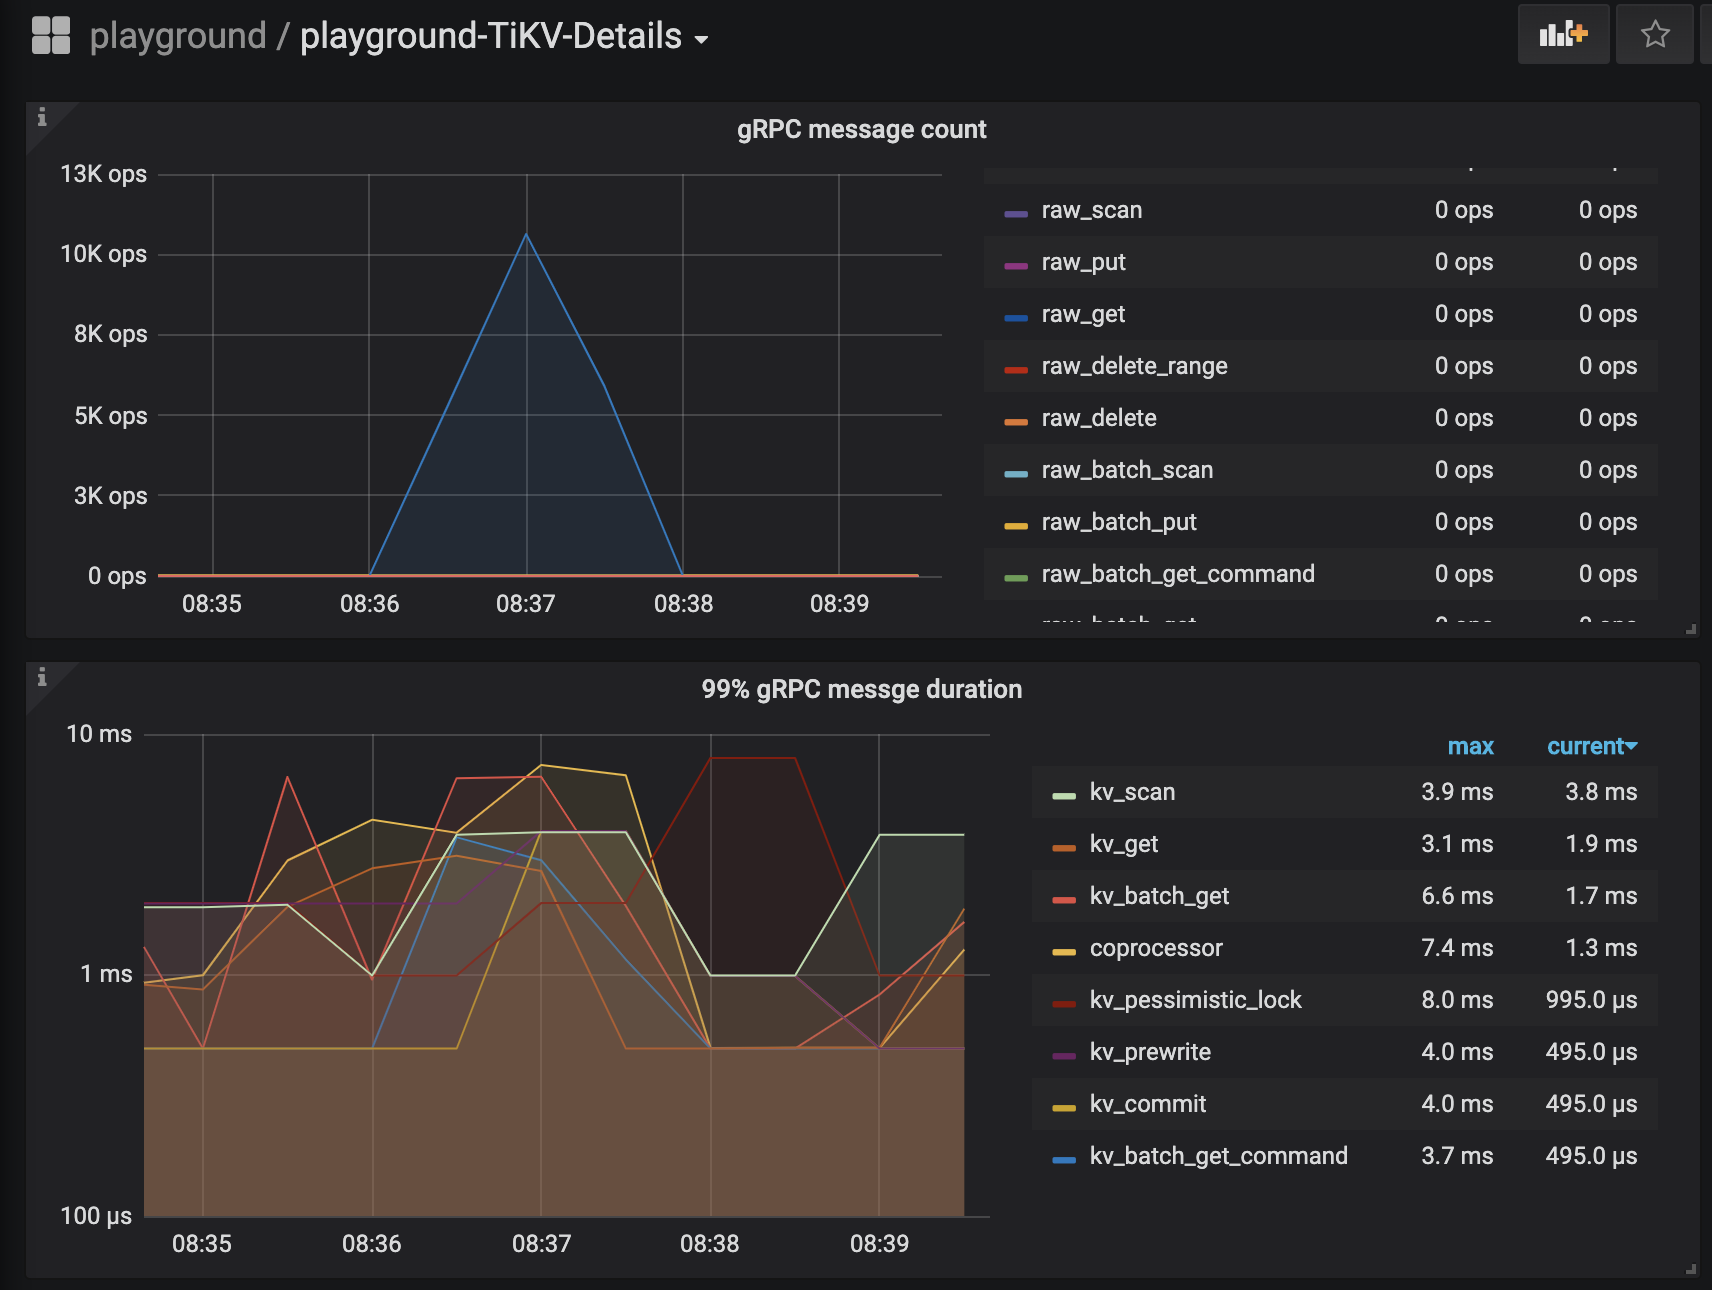 playground / playground-TiKV-Details
gRPC message count
13K ops
10K ops
8K ops
5K ops
3K ops
0 ops
08:35 08:36 08:37 08:38 08:39
raw_scan 0 ops 0 ops
raw_put 0 ops 0 ops
raw_get 0 ops 0 ops
raw_delete_range 0 ops 0 ops
raw_delete 0 ops 0 ops
raw_batch_scan 0 ops 0 ops
raw_batch_put 0 ops 0 ops
raw_batch_get_command 0 ops 0 ops
raw_batch_get 0 ops 0 ops
99% gRPC messge duration
10 ms
1 ms
100 µs
08:35 08:36 08:37 08:38 08:39
max current
kv_scan 3.9 ms 3.8 ms
kv_get 3.1 ms 1.9 ms
kv_batch_get 6.6 ms 1.7 ms
coprocessor 7.4 ms 1.3 ms
kv_pessimistic_lock 8.0 ms 995.0 µs
kv_prewrite 4.0 ms 495.0 µs
kv_commit 4.0 ms 495.0 µs
kv_batch_get_command 3.7 ms 495.0 µs